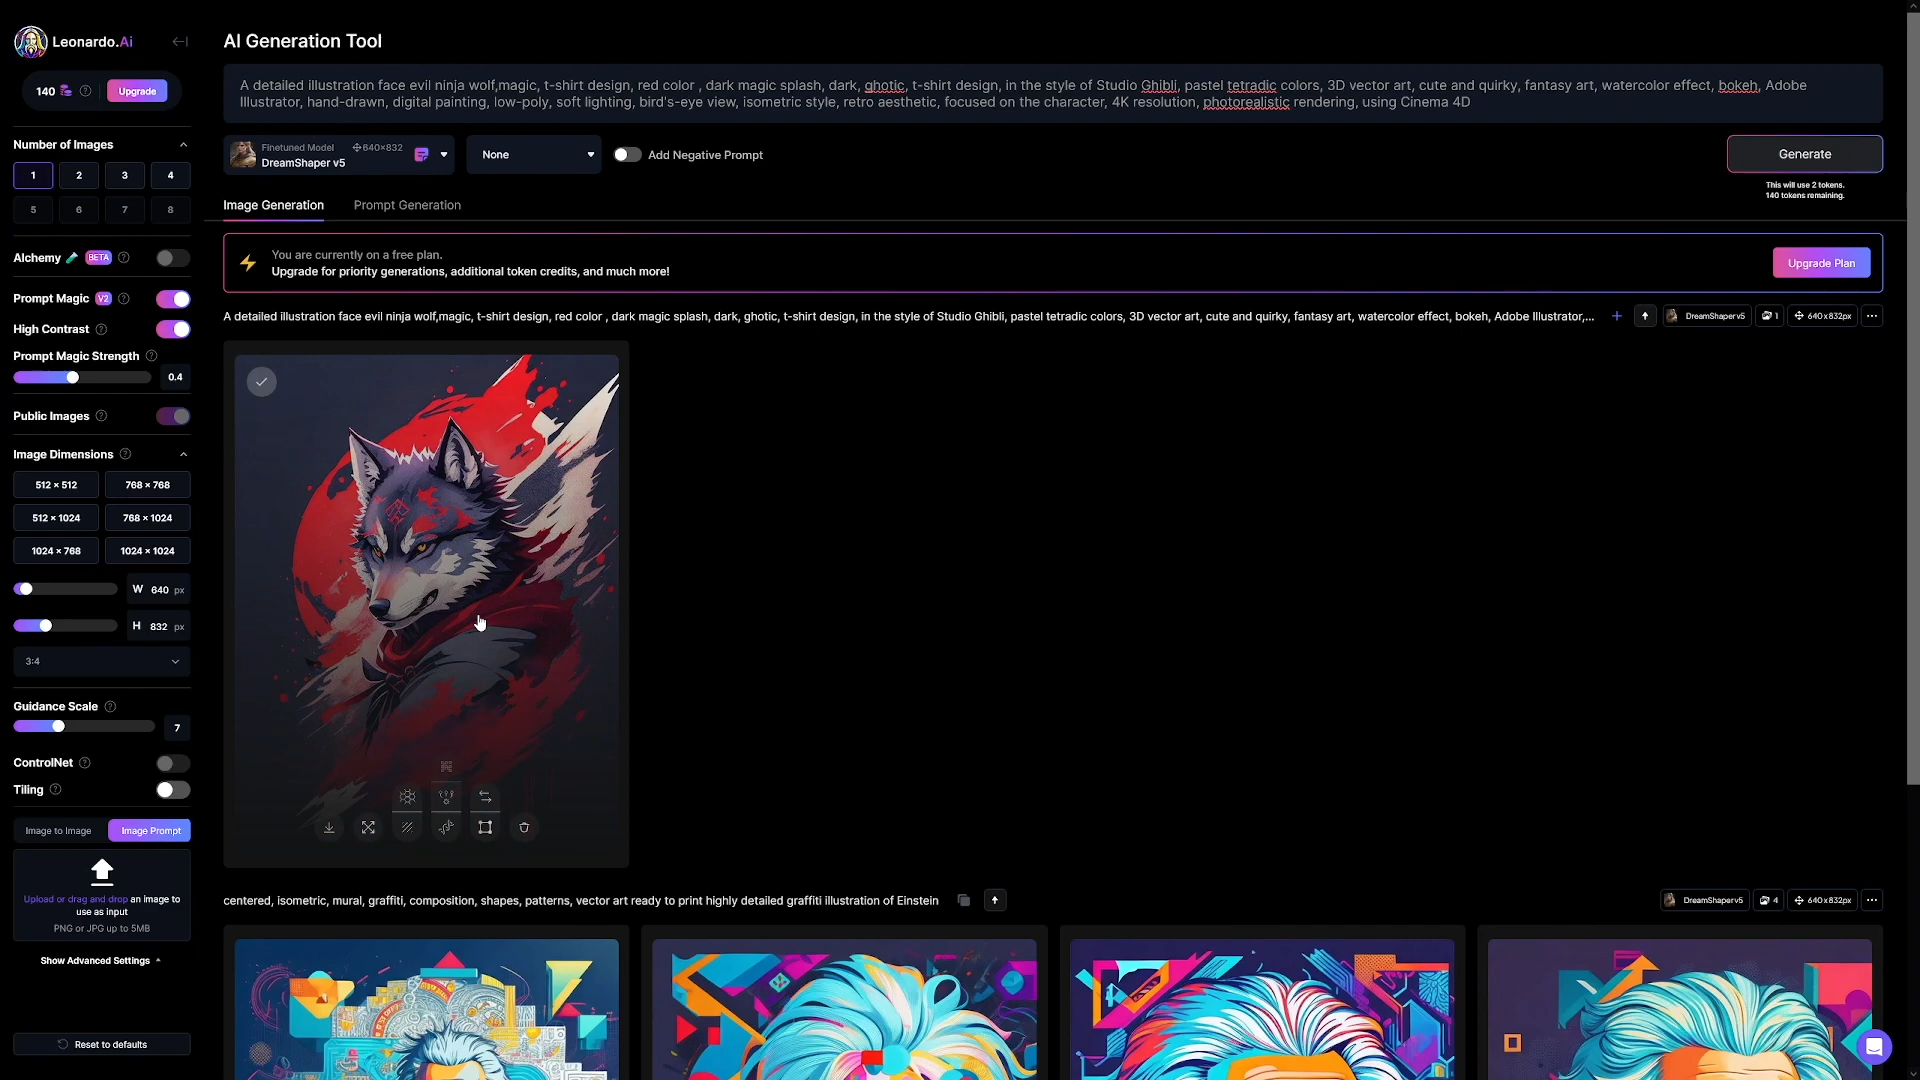 Leonardo.Ai
140
Upgrade
Number of Images
1 2 3 4
5 6 7 8
Alchemy BETA
Prompt Magic V2
High Contrast
Prompt Magic Strength
0.4
Public Images
Image Dimensions
512 × 512 768 × 768
512 × 1024 768 × 1024
1024 × 768 1024 × 1024
W 640 px
H 832 px
3:4
Guidance Scale
7
ControlNet
Tiling
Image to Image Image Prompt
Upload or drag and drop an image to
use as input
PNG or JPG up to 5MB
Show Advanced Settings
Reset to defaults
AI Generation Tool
A detailed illustration face evil ninja wolf,magic, t-shirt design, red color , dark magic splash, dark, ghotic, t-shirt design, in the style of Studio Ghibli, pastel tetradic colors, 3D vector art, cute and quirky, fantasy art, watercolor effect, bokeh, Adobe
Illustrator, hand-drawn, digital painting, low-poly, soft lighting, bird's-eye view, isometric style, retro aesthetic, focused on the character, 4K resolution, photorealistic rendering, using Cinema 4D
Finetuned Model 640×832
DreamShaper v5
None
Add Negative Prompt
Generate
This will use 2 tokens.
140 tokens remaining.
Image Generation Prompt Generation
You are currently on a free plan.
Upgrade for priority generations, additional token credits, and much more!
Upgrade Plan
A detailed illustration face evil ninja wolf,magic, t-shirt design, red color , dark magic splash, dark, ghotic, t-shirt design, in the style of Studio Ghibli, pastel tetradic colors, 3D vector art, cute and quirky, fantasy art, watercolor effect, bokeh, Adobe Illustrator,... DreamShaper v5 1 640x832px
centered, isometric, mural, graffiti, composition, shapes, patterns, vector art ready to print highly detailed graffiti illustration of Einstein DreamShaper v5 4 640x832px